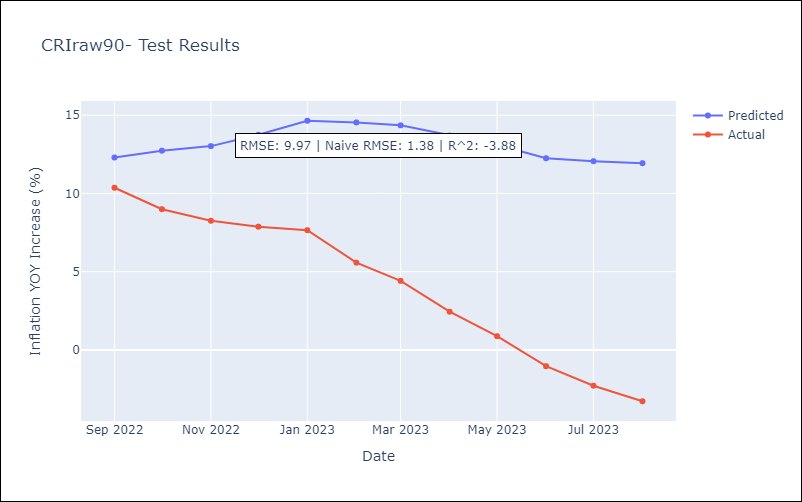 CRIraw90- Test Results
Predicted
Actual
RMSE: 9.97 | Naive RMSE: 1.38 | R^2: -3.88
15
10
5
0
Inflation YOY Increase (%)
Sep 2022
Nov 2022
Jan 2023
Mar 2023
May 2023
Jul 2023
Date